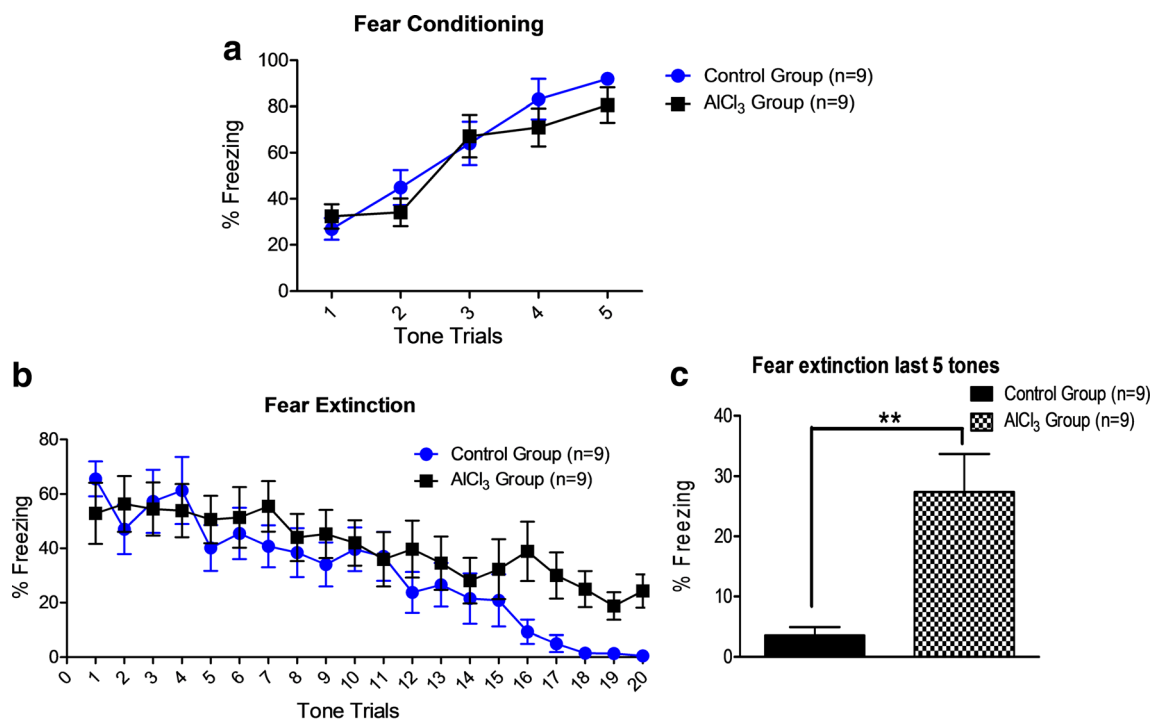 Fear Conditioning
a
100
80
60
40
20
0
% Freezing
1 2 3 4 5
Tone Trials
Control Group (n=9)
AlCl₃ Group (n=9)
b
Fear Extinction
80
60
40
20
0
% Freezing
0 1 2 3 4 5 6 7 8 9 10 11 12 13 14 15 16 17 18 19 20
Tone Trials
Control Group (n=9)
AlCl₃ Group (n=9)
c
Fear extinction last 5 tones
Control Group (n=9)
AlCl₃ Group (n=9)
**
40
30
20
10
0
% Freezing